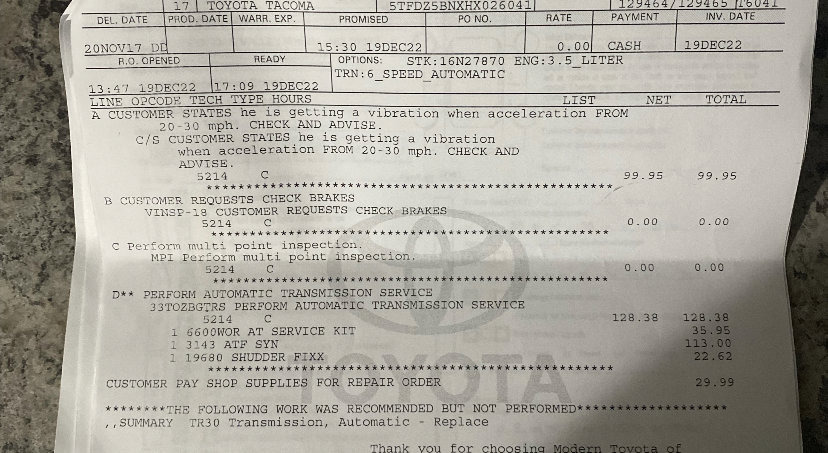 17 TOYOTA TACOMA 5TFDZ5BNXHX026041 129464/129465 T6041
DEL. DATE PROD. DATE WARR. EXP. PROMISED PO NO. RATE PAYMENT INV. DATE
20NOV17 DD 15:30 19DEC22 0.00 CASH 19DEC22
R.O. OPENED READY OPTIONS: STK:16N27870 ENG:3.5_LITER
TRN:6_SPEED_AUTOMATIC
13:47 19DEC22 17:09 19DEC22
LINE OPCODE TECH TYPE HOURS LIST NET TOTAL
A CUSTOMER STATES he is getting a vibration when acceleration FROM
20-30 mph. CHECK AND ADVISE.
C/S CUSTOMER STATES he is getting a vibration
when acceleration FROM 20-30 mph. CHECK AND
ADVISE.
5214 C 99.95 99.95
****************************************************
B CUSTOMER REQUESTS CHECK BRAKES
VINSP-18 CUSTOMER REQUESTS CHECK BRAKES
5214 C 0.00 0.00
****************************************************
C Perform multi point inspection.
MPI Perform multi point inspection.
5214 C 0.00 0.00
****************************************************
D** PERFORM AUTOMATIC TRANSMISSION SERVICE
33TOZBGTRS PERFORM AUTOMATIC TRANSMISSION SERVICE
5214 C 128.38 128.38
1 6600WOR AT SERVICE KIT 35.95
1 3143 ATF SYN 113.00
1 19680 SHUDDER FIXX 22.62
****************************************************
TOYOTA
CUSTOMER PAY SHOP SUPPLIES FOR REPAIR ORDER 29.99
********THE FOLLOWING WORK WAS RECOMMENDED BUT NOT PERFORMED********************
,,SUMMARY TR30 Transmission, Automatic - Replace
Thank you for choosing Modern Toyota of